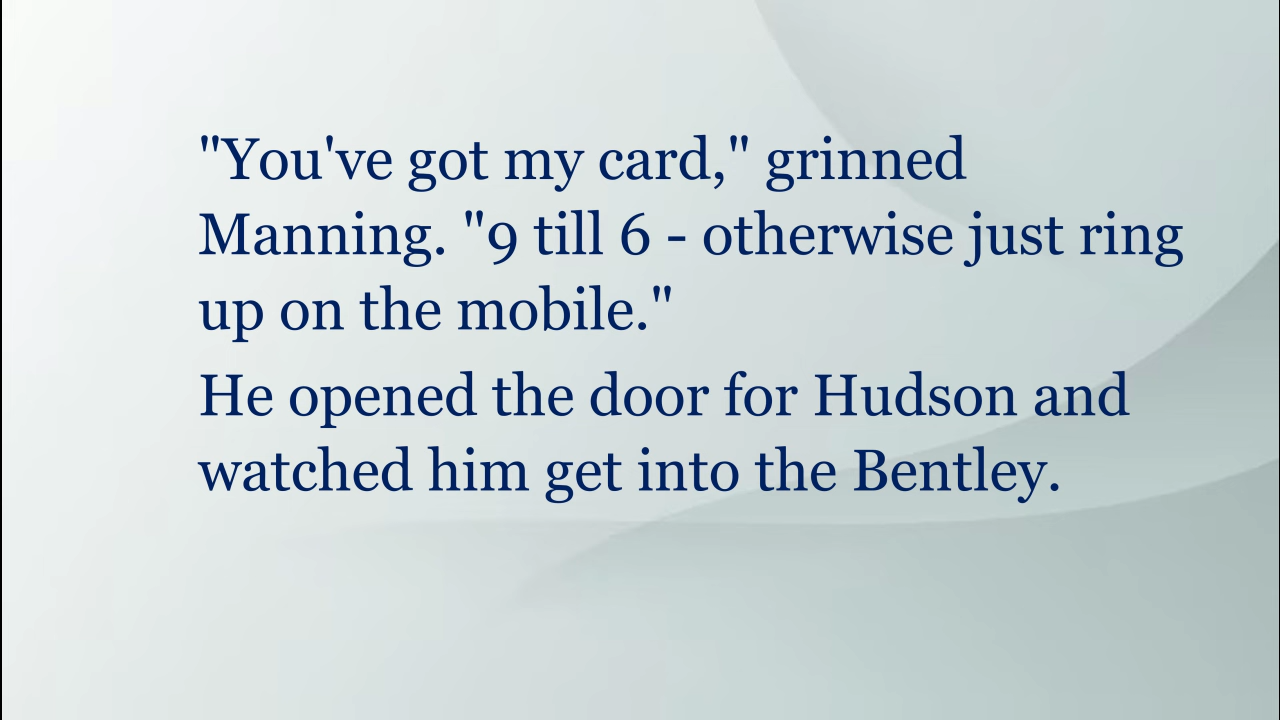 "You've got my card," grinned
Manning. "9 till 6 - otherwise just ring
up on the mobile."
He opened the door for Hudson and
watched him get into the Bentley.